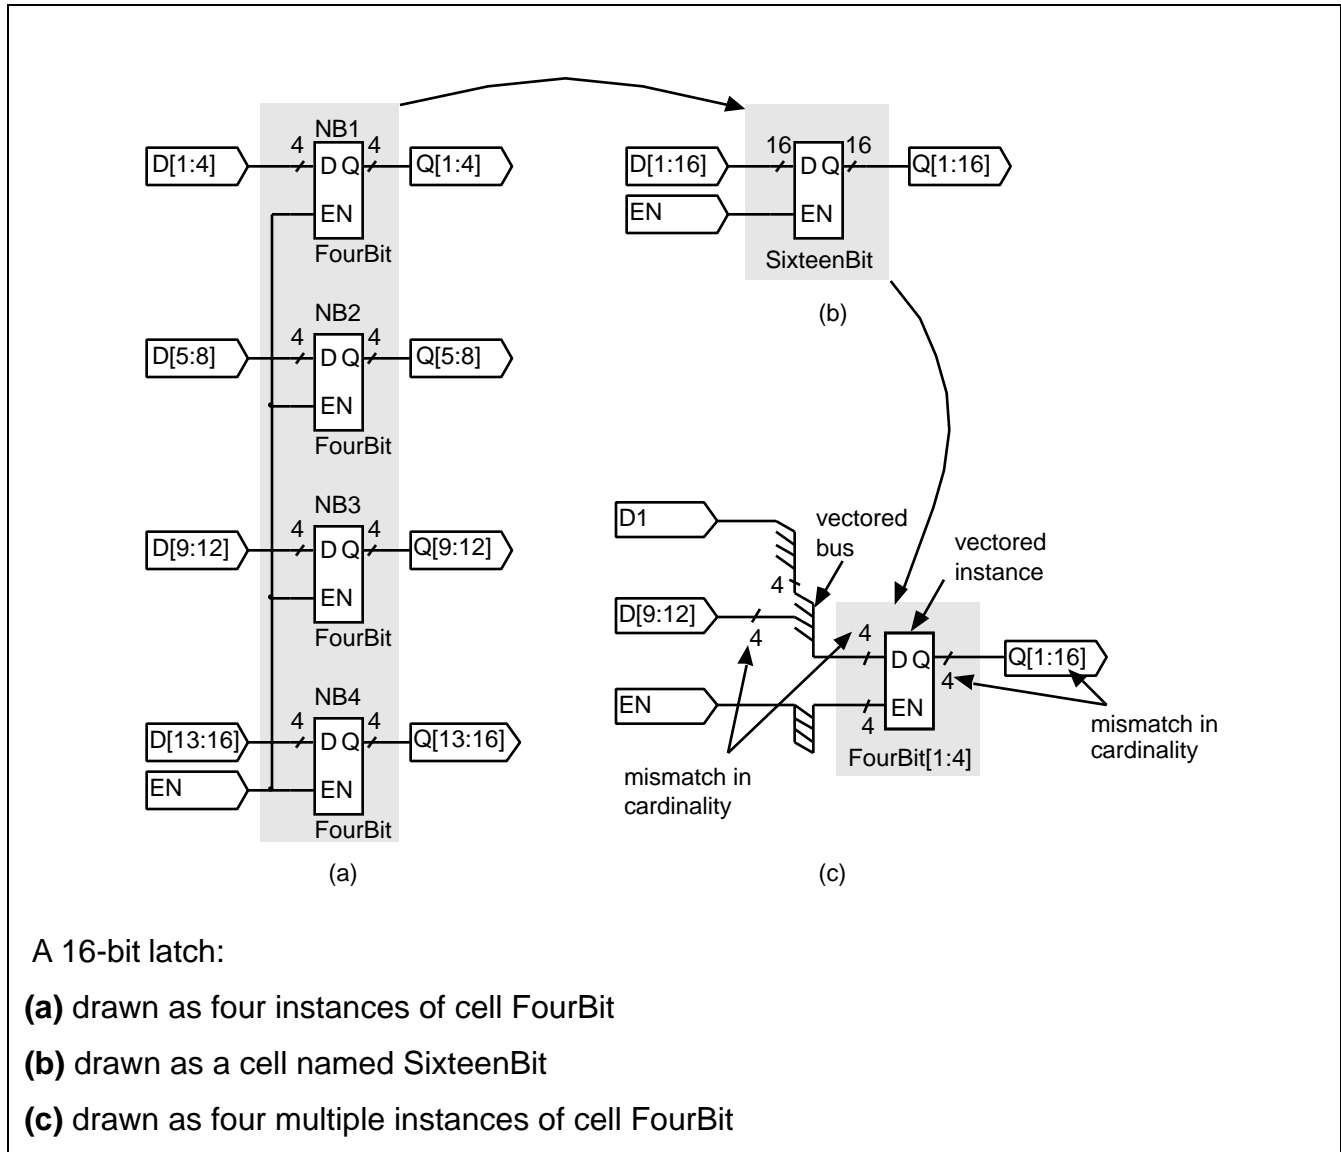 NB1
4 4
D[1:4] D Q Q[1:4]
EN
FourBit
NB2
4 4
D[5:8] D Q Q[5:8]
EN
FourBit
NB3
4 4
D[9:12] D Q Q[9:12]
EN
FourBit
NB4
4 4
D[13:16] D Q Q[13:16]
EN EN
FourBit
(a)
16 16
D[1:16] D Q Q[1:16]
EN EN
SixteenBit
(b)
D1
vectored
bus
vectored
instance
4
D[9:12]
4
4
D Q Q[1:16]
4
EN EN
4
FourBit[1:4]
mismatch in
cardinality
mismatch in
cardinality
(c)
A 16-bit latch:
(a) drawn as four instances of cell FourBit
(b) drawn as a cell named SixteenBit
(c) drawn as four multiple instances of cell FourBit